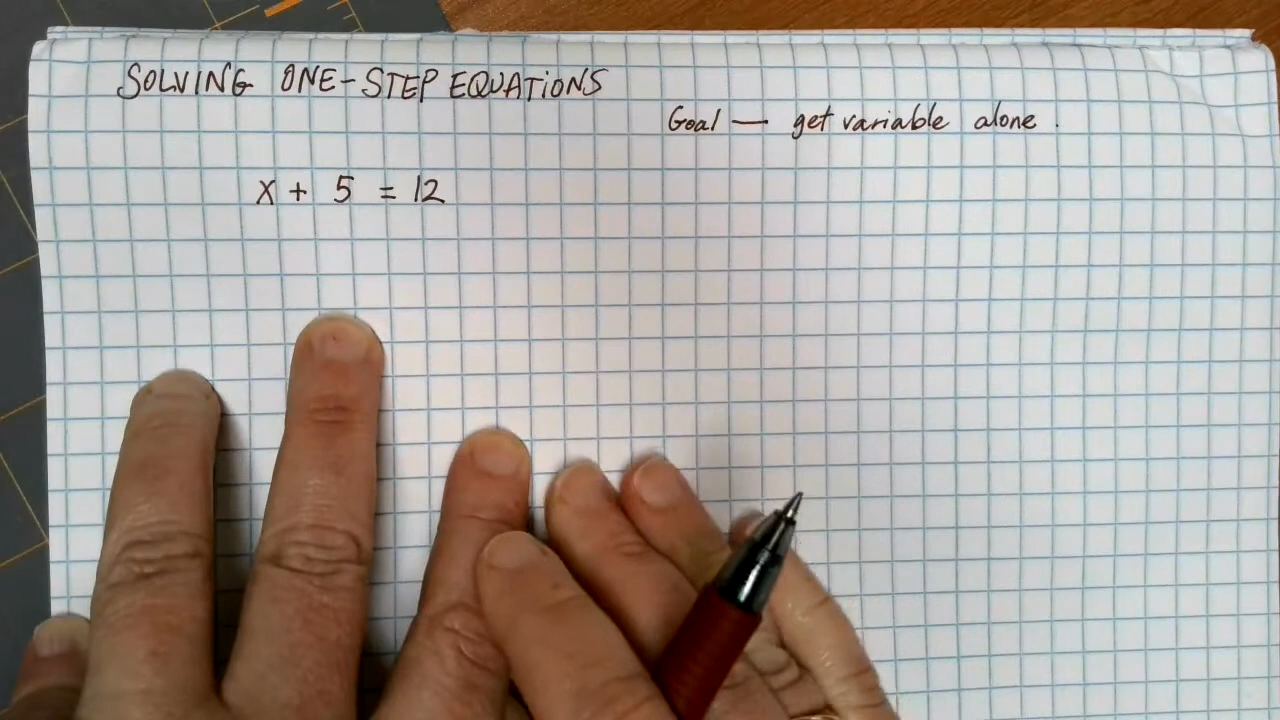 SOLVING ONE-STEP EQUATIONS
Goal — get variable alone.
x + 5 = 12